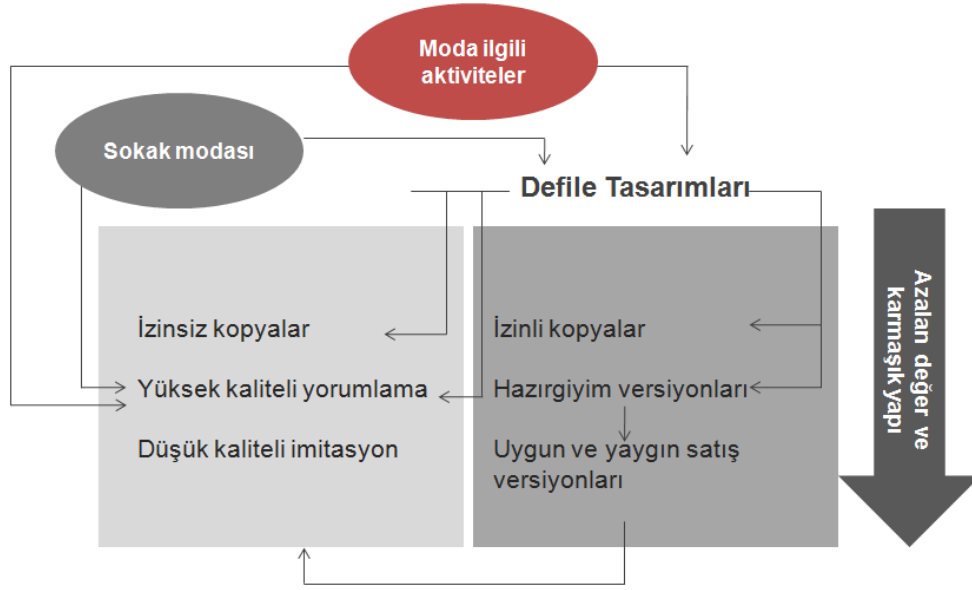 Moda ilgili
aktiviteler
Sokak modası
Defile Tasarımları
İzinsiz kopyalar
Yüksek kaliteli yorumlama
Düşük kaliteli imitasyon
İzinli kopyalar
Hazırgiyim versiyonları
Uygun ve yaygın satış
versiyonları
Azalan değer ve
karmaşık yapı